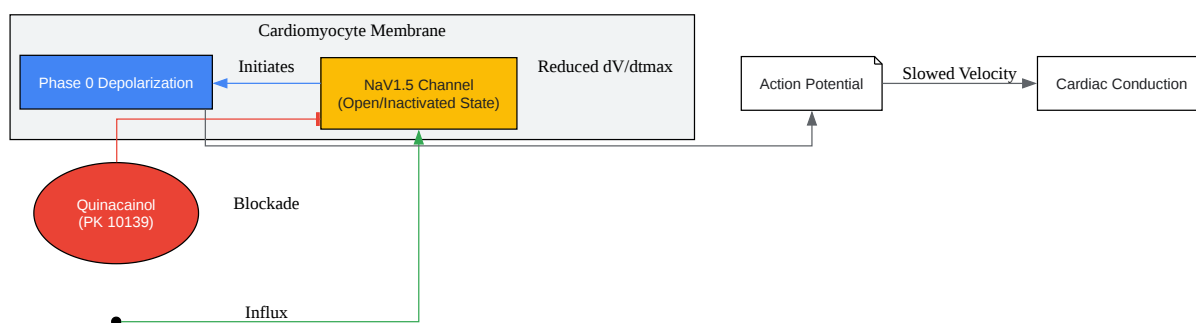 Cardiomyocyte Membrane
Phase 0 Depolarization
Initiates
NaV1.5 Channel
(Open/Inactivated State)
Reduced dV/dtmax
Action Potential
Slowed Velocity
Cardiac Conduction
Quinacainol
(PK 10139)
Blockade
Influx